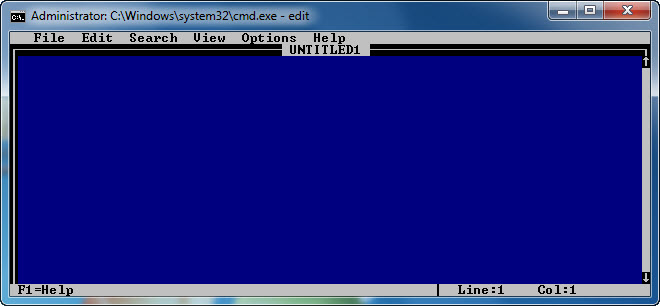 Administrator: C:\Windows\system32\cmd.exe - edit
File Edit Search View Options Help
UNTITLED1
F1=Help Line:1 Col:1